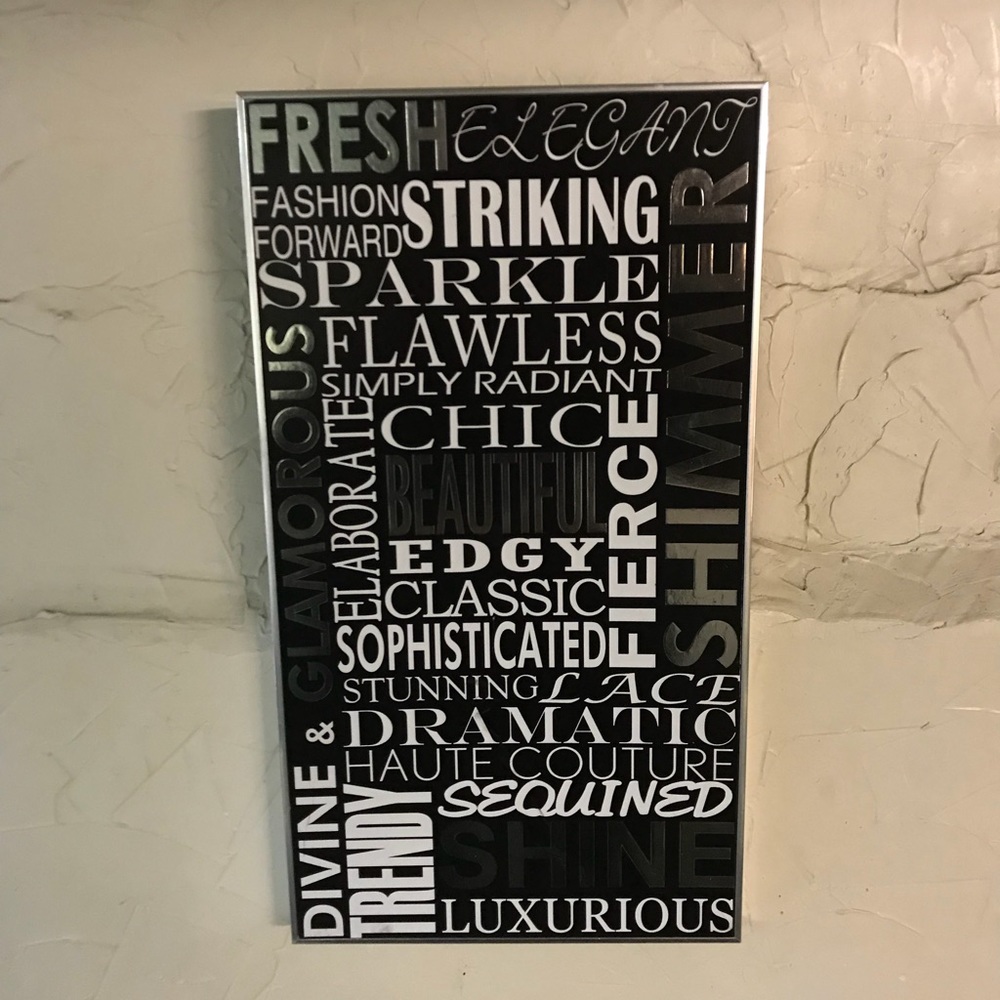 FRESH ELEGANT
FASHION
FORWARD
STRIKING
SHIMMER
SPARKLE
FLAWLESS
SIMPLY RADIANT
DIVINE & GLAMOROUS
ELABORATE
CHIC
FIERCE
BEAUTIFUL
EDGY
CLASSIC
SOPHISTICATED
STUNNING LACE
DRAMATIC
HAUTE COUTURE
TRENDY
SEQUINED
SHINE
LUXURIOUS